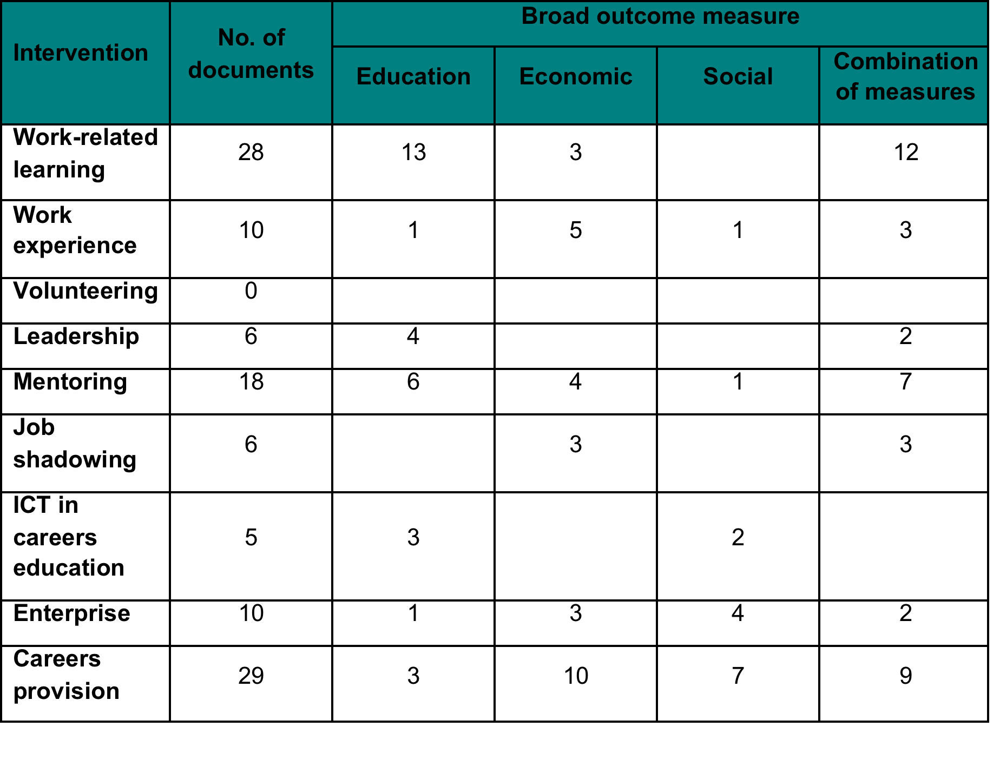 Intervention
No. of
documents
Broad outcome measure
Education
Economic
Social
Combination
of measures
Work-related
learning
28
13
3
12
Work
experience
10
1
5
1
3
Volunteering
0
Leadership
6
4
2
Mentoring
18
6
4
1
7
Job
shadowing
6
3
3
ICT in
careers
education
5
3
2
Enterprise
10
1
3
4
2
Careers
provision
29
3
10
7
9